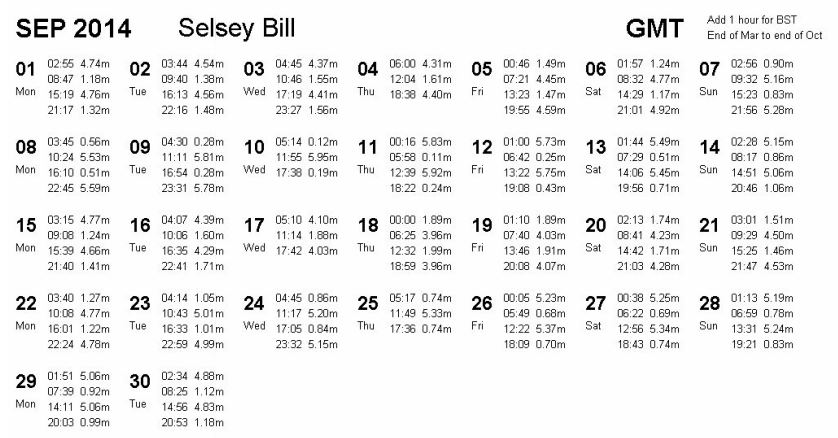 SEP 2014 Selsey Bill GMT Add 1 hour for BST
End of Mar to end of Oct
01 Mon 02:55 4.74m
08:47 1.18m
15:19 4.76m
21:17 1.32m
02 Tue 03:44 4.54m
09:40 1.38m
16:13 4.56m
22:16 1.48m
03 Wed 04:45 4.37m
10:46 1.55m
17:19 4.41m
23:27 1.56m
04 Thu 06:00 4.31m
12:04 1.61m
18:38 4.40m
05 Fri 00:46 1.49m
07:21 4.45m
13:23 1.47m
19:55 4.59m
06 Sat 01:57 1.24m
08:32 4.77m
14:29 1.17m
21:01 4.92m
07 Sun 02:56 0.90m
09:32 5.16m
15:23 0.83m
21:56 5.28m
08 Mon 03:45 0.56m
10:24 5.53m
16:10 0.51m
22:45 5.59m
09 Tue 04:30 0.28m
11:11 5.81m
16:54 0.28m
23:31 5.78m
10 Wed 05:14 0.12m
11:55 5.95m
17:38 0.19m
11 Thu 00:16 5.83m
05:58 0.11m
12:39 5.92m
18:22 0.24m
12 Fri 01:00 5.73m
06:42 0.25m
13:22 5.75m
19:08 0.43m
13 Sat 01:44 5.49m
07:29 0.51m
14:06 5.45m
19:56 0.71m
14 Sun 02:28 5.15m
08:17 0.86m
14:51 5.06m
20:46 1.06m
15 Mon 03:15 4.77m
09:08 1.24m
15:39 4.66m
21:40 1.41m
16 Tue 04:07 4.39m
10:06 1.60m
16:35 4.29m
22:41 1.71m
17 Wed 05:10 4.10m
11:14 1.88m
17:42 4.03m
18 Thu 00:00 1.89m
06:25 3.96m
12:32 1.99m
18:59 3.96m
19 Fri 01:10 1.89m
07:40 4.03m
13:46 1.91m
20:08 4.07m
20 Sat 02:13 1.74m
08:41 4.23m
14:42 1.71m
21:03 4.28m
21 Sun 03:01 1.51m
09:29 4.50m
15:25 1.46m
21:47 4.53m
22 Mon 03:40 1.27m
10:08 4.77m
16:01 1.22m
22:24 4.78m
23 Tue 04:14 1.05m
10:43 5.01m
16:33 1.01m
22:59 4.99m
24 Wed 04:45 0.86m
11:17 5.20m
17:05 0.84m
23:32 5.15m
25 Thu 05:17 0.74m
11:49 5.33m
17:36 0.74m
26 Fri 00:05 5.23m
05:49 0.68m
12:22 5.37m
18:09 0.70m
27 Sat 00:38 5.25m
06:22 0.69m
12:56 5.34m
18:43 0.74m
28 Sun 01:13 5.19m
06:59 0.78m
13:31 5.24m
19:21 0.83m
29 Mon 01:51 5.06m
07:39 0.92m
14:11 5.06m
20:03 0.99m
30 Tue 02:34 4.88m
08:25 1.12m
14:56 4.83m
20:53 1.18m